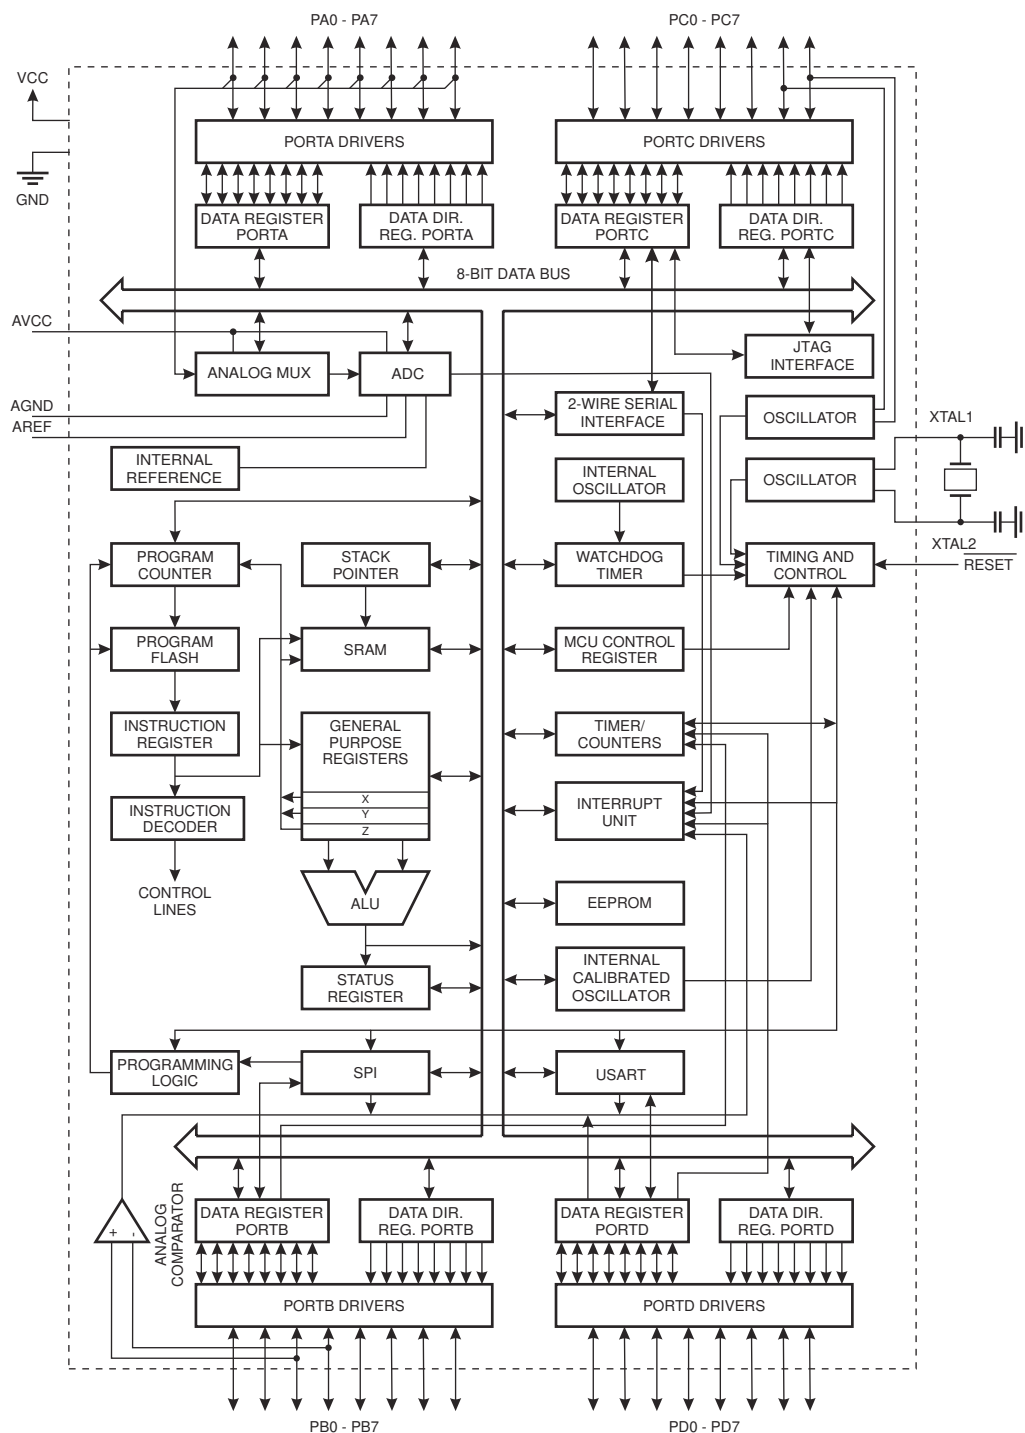 PA0 - PA7
PC0 - PC7
VCC
GND
PORTA DRIVERS
PORTC DRIVERS
DATA REGISTER
PORTA
DATA DIR.
REG. PORTA
DATA REGISTER
PORTC
DATA DIR.
REG. PORTC
8-BIT DATA BUS
AVCC
ANALOG MUX
ADC
JTAG
INTERFACE
AGND
AREF
2-WIRE SERIAL
INTERFACE
OSCILLATOR
XTAL1
INTERNAL
REFERENCE
INTERNAL
OSCILLATOR
OSCILLATOR
XTAL2
RESET
PROGRAM
COUNTER
STACK
POINTER
WATCHDOG
TIMER
TIMING AND
CONTROL
PROGRAM
FLASH
SRAM
MCU CONTROL
REGISTER
INSTRUCTION
REGISTER
GENERAL
PURPOSE
REGISTERS
X
Y
Z
TIMER/
COUNTERS
INSTRUCTION
DECODER
INTERRUPT
UNIT
CONTROL
LINES
ALU
EEPROM
STATUS
REGISTER
INTERNAL
CALIBRATED
OSCILLATOR
PROGRAMMING
LOGIC
SPI
USART
+
-
ANALOG
COMPARATOR
DATA REGISTER
PORTB
DATA DIR.
REG. PORTB
DATA REGISTER
PORTD
DATA DIR.
REG. PORTD
PORTB DRIVERS
PORTD DRIVERS
PB0 - PB7
PD0 - PD7